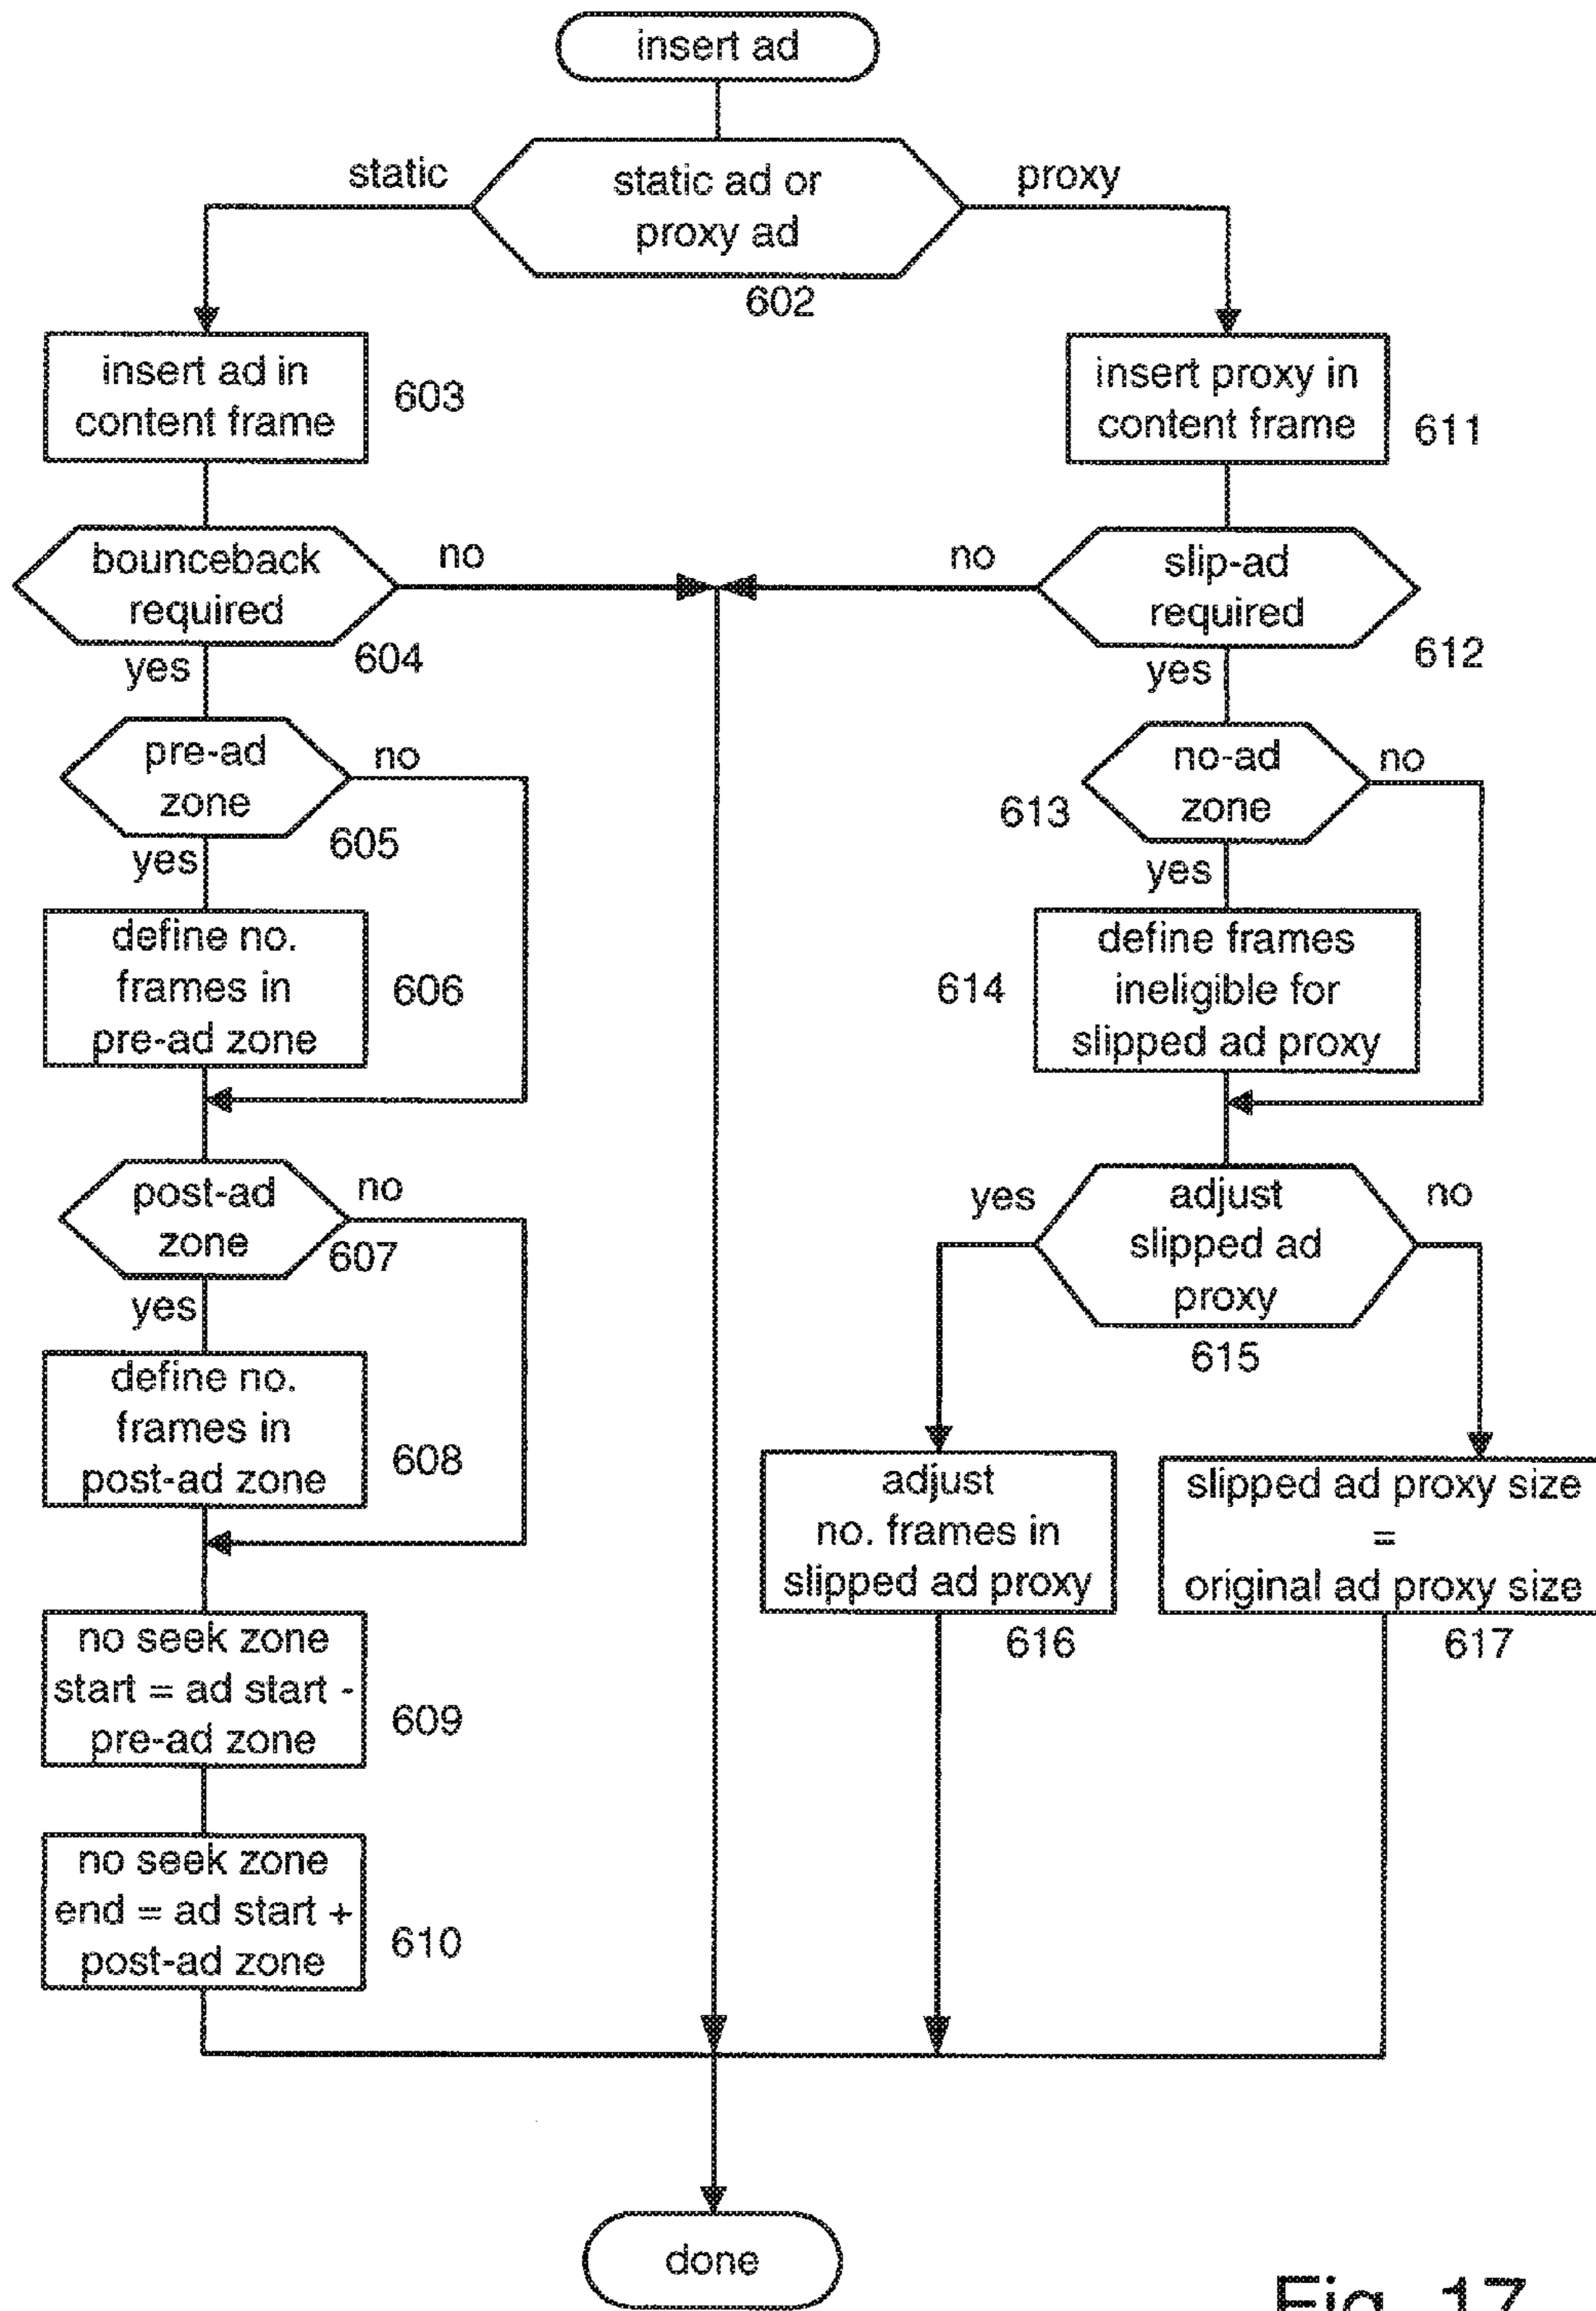 insert ad
static
static ad or
proxy ad
proxy
602
insert ad in
content frame
603
insert proxy in
content frame
611
bounceback
required
no
604
yes
no
slip-ad
required
612
yes
pre-ad
zone
no
605
yes
no-ad
zone
no
613
yes
define no.
frames in
pre-ad zone
606
define frames
ineligible for
slipped ad proxy
614
post-ad
zone
no
607
yes
yes
adjust
slipped ad
proxy
no
615
define no.
frames in
post-ad zone
608
adjust
no. frames in
slipped ad proxy
616
slipped ad proxy size
=
original ad proxy size
617
no seek zone
start = ad start -
pre-ad zone
609
no seek zone
end = ad start +
post-ad zone
610
done
Fig. 17